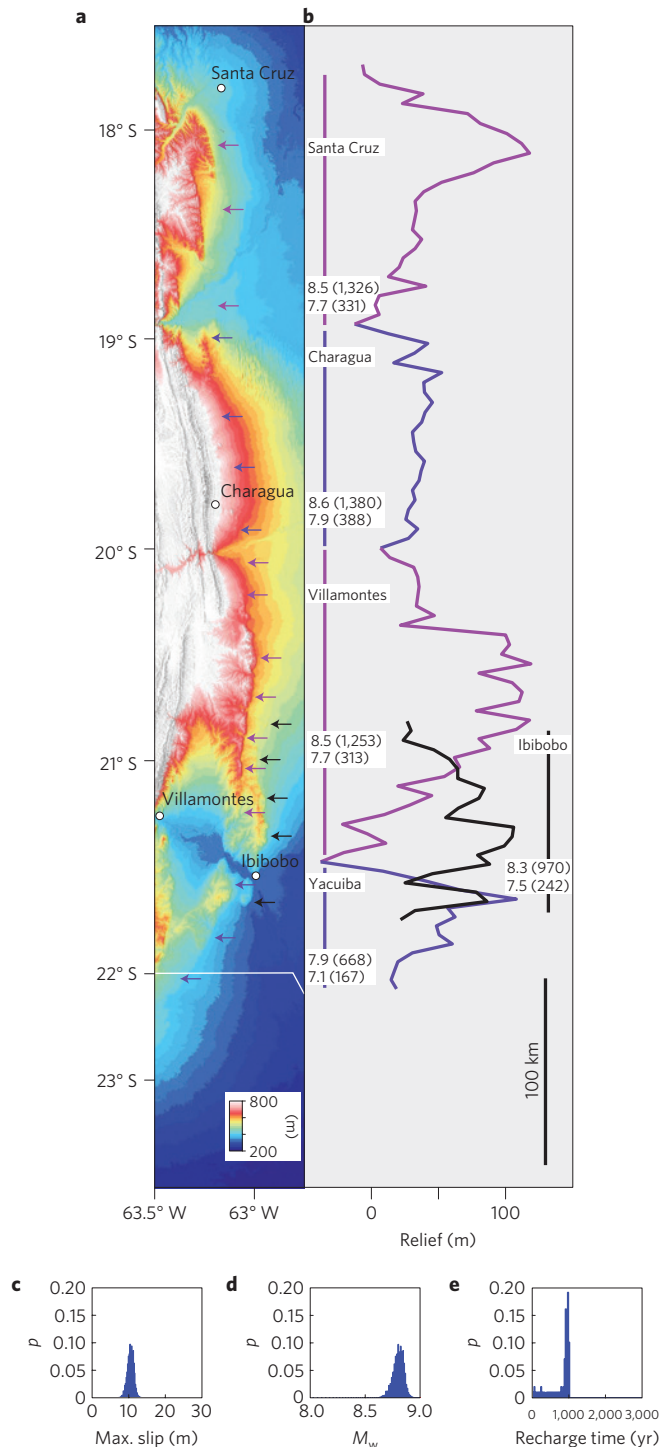 a
b
Santa Cruz
18° S
Santa Cruz
8.5 (1,326)
7.7 (331)
19° S
Charagua
Charagua
8.6 (1,380)
7.9 (388)
20° S
Villamontes
21° S
8.5 (1,253)
7.7 (313)
Ibibobo
Villamontes
Ibibobo
Yacuiba
8.3 (970)
7.5 (242)
7.9 (668)
7.1 (167)
22° S
23° S
100 km
800
(m)
200
63.5° W
63° W
0
100
Relief (m)
c
0.20
0.15
0.10
0.05
0
p
0
10
20
30
Max. slip (m)
d
0.20
0.15
0.10
0.05
0
p
8.0
8.5
9.0
Mw
e
0.20
0.15
0.10
0.05
0
p
0
1,000
2,000
3,000
Recharge time (yr)